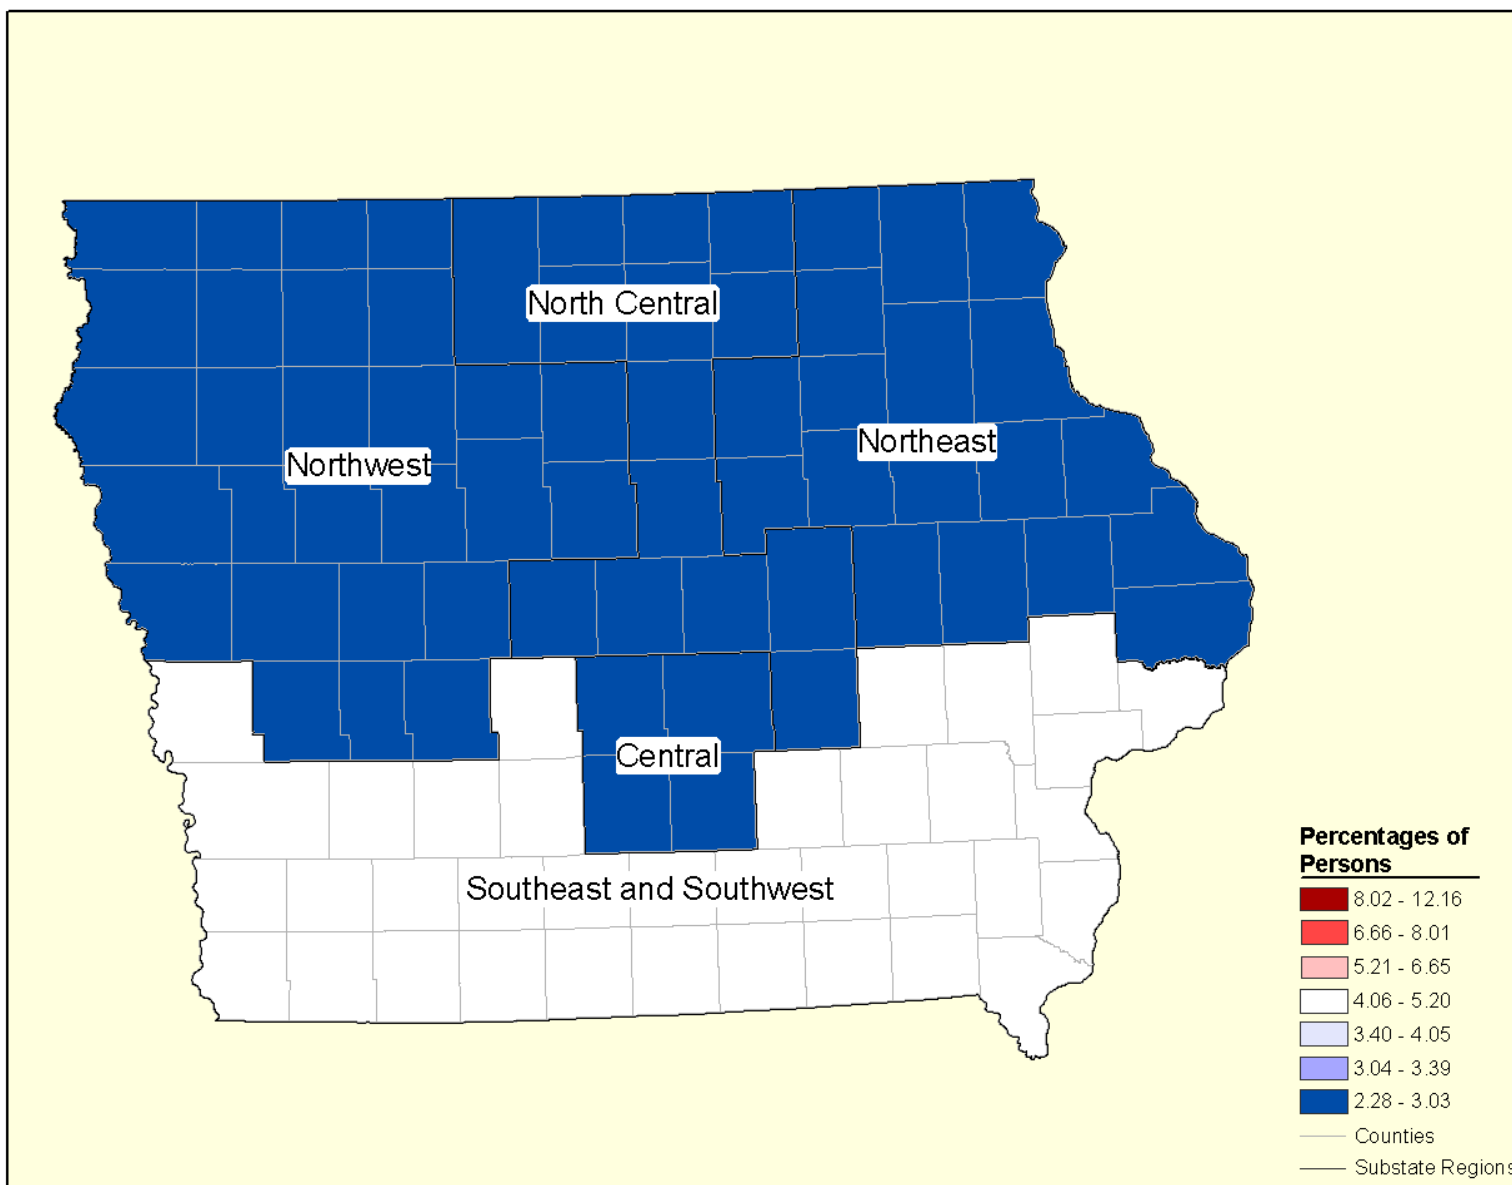 North Central
Northeast
Northwest
Central
Southeast and Southwest
Percentages of
Persons
8.02 - 12.16
6.66 - 8.01
5.21 - 6.65
4.06 - 5.20
3.40 - 4.05
3.04 - 3.39
2.28 - 3.03
Counties
Substate Regions